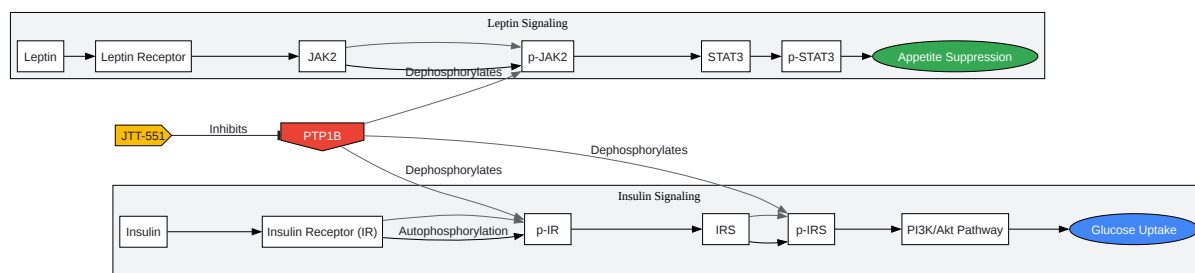 Leptin Signaling
Leptin
Leptin Receptor
JAK2
p-JAK2
STAT3
p-STAT3
Appetite Suppression
Dephosphorylates
JTT-551
Inhibits
PTP1B
Dephosphorylates
Dephosphorylates
Insulin Signaling
Insulin
Insulin Receptor (IR)
Autophosphorylation
p-IR
IRS
p-IRS
PI3K/Akt Pathway
Glucose Uptake